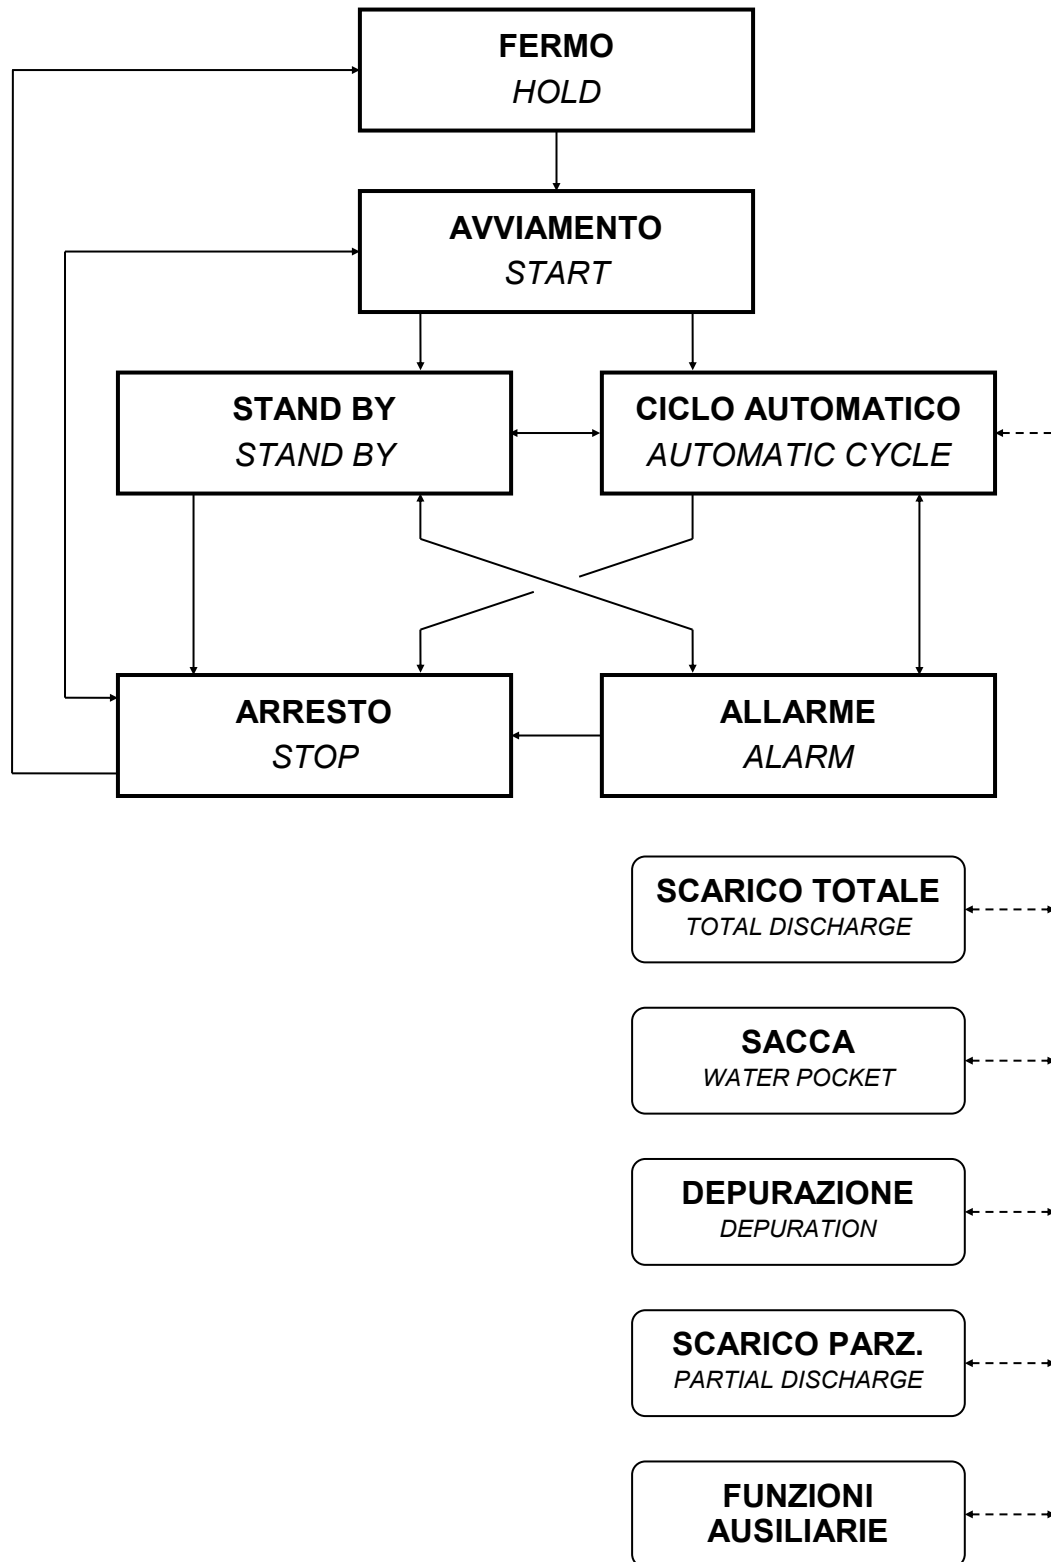 FERMO
HOLD
AVVIAMENTO
START
STAND BY
STAND BY
CICLO AUTOMATICO
AUTOMATIC CYCLE
ARRESTO
STOP
ALLARME
ALARM
SCARICO TOTALE
TOTAL DISCHARGE
SACCA
WATER POCKET
DEPURAZIONE
DEPURATION
SCARICO PARZ.
PARTIAL DISCHARGE
FUNZIONI
AUSILIARIE